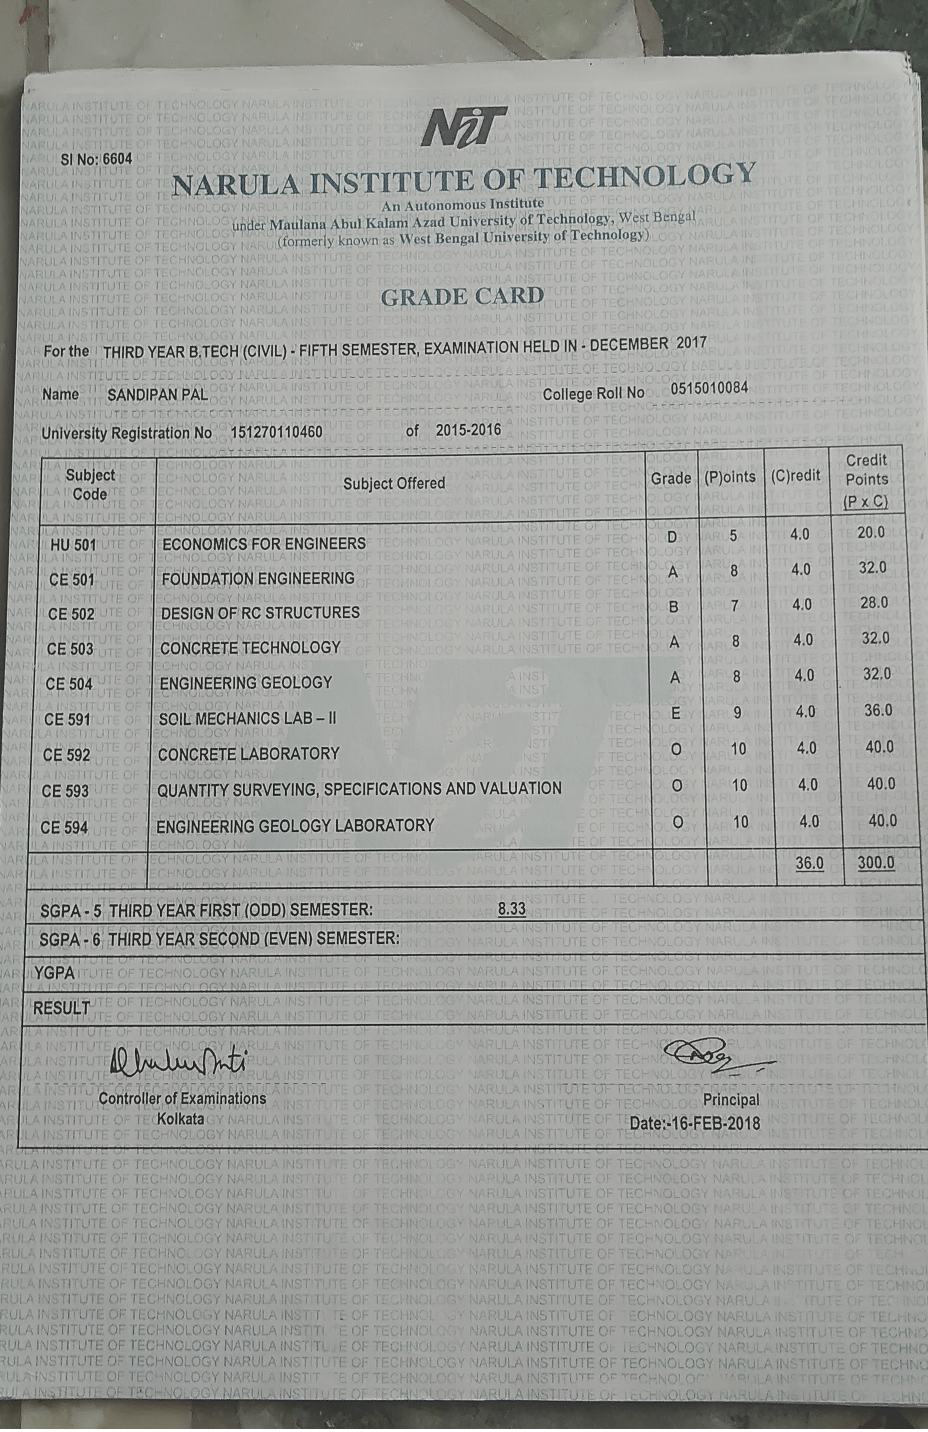 NiT
SI No: 6604
NARULA INSTITUTE OF TECHNOLOGY
An Autonomous Institute
under Maulana Abul Kalam Azad University of Technology, West Bengal
(formerly known as West Bengal University of Technology)
GRADE CARD
For the THIRD YEAR B.TECH (CIVIL) - FIFTH SEMESTER, EXAMINATION HELD IN - DECEMBER 2017
Name SANDIPAN PAL College Roll No 0515010084
University Registration No 151270110460 of 2015-2016
Subject Code Subject Offered Grade (P)oints (C)redit Credit Points (P x C)
HU 501 ECONOMICS FOR ENGINEERS D 5 4.0 20.0
CE 501 FOUNDATION ENGINEERING A 8 4.0 32.0
CE 502 DESIGN OF RC STRUCTURES B 7 4.0 28.0
CE 503 CONCRETE TECHNOLOGY A 8 4.0 32.0
CE 504 ENGINEERING GEOLOGY A 8 4.0 32.0
CE 591 SOIL MECHANICS LAB – II E 9 4.0 36.0
CE 592 CONCRETE LABORATORY O 10 4.0 40.0
CE 593 QUANTITY SURVEYING, SPECIFICATIONS AND VALUATION O 10 4.0 40.0
CE 594 ENGINEERING GEOLOGY LABORATORY O 10 4.0 40.0
36.0 300.0
SGPA - 5 THIRD YEAR FIRST (ODD) SEMESTER: 8.33
SGPA - 6 THIRD YEAR SECOND (EVEN) SEMESTER:
YGPA
RESULT
Controller of Examinations
Kolkata
Principal
Date:-16-FEB-2018